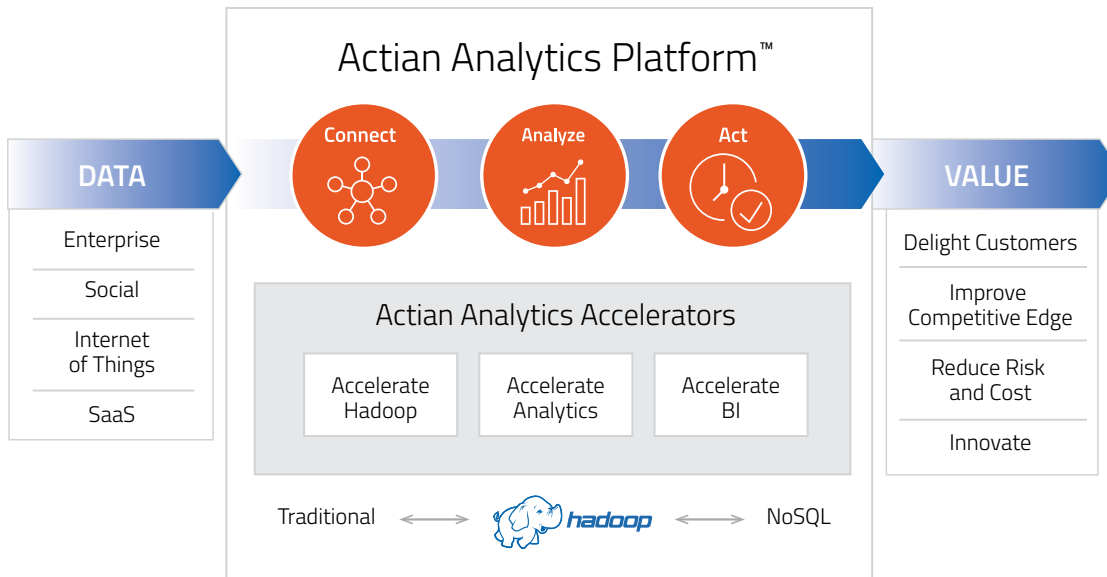 Actian Analytics Platform™
Connect
Analyze
Act
DATA
VALUE
Enterprise
Social
Internet
of Things
SaaS
Delight Customers
Improve
Competitive Edge
Reduce Risk
and Cost
Innovate
Actian Analytics Accelerators
Accelerate
Hadoop
Accelerate
Analytics
Accelerate
BI
Traditional
hadoop
NoSQL